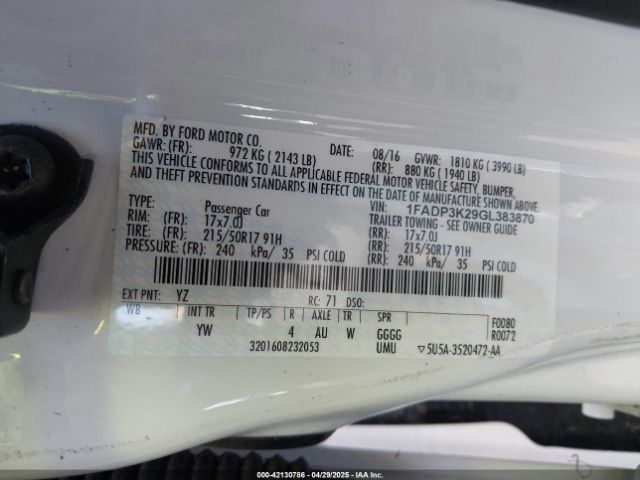 MFD. BY FORD MOTOR CO.
DATE: 08/16 GVWR: 1810 KG ( 3990 LB)
GAWR: (FR): 972 KG ( 2143 LB) (RR): 880 KG ( 1940 LB)
THIS VEHICLE CONFORMS TO ALL APPLICABLE FEDERAL MOTOR VEHICLE SAFETY, BUMPER,
AND THEFT PREVENTION STANDARDS IN EFFECT ON THE DATE OF MANUFACTURE SHOWN ABOVE.
VIN: 1FADP3K29GL383870
TYPE: Passenger Car TRAILER TOWING - SEE OWNERS GUIDE
RIM: (FR): 17x7.0J (RR): 17x7.0J
TIRE: (FR): 215/50R17 91H (RR): 215/50R17 91H
PRESSURE: (FR): 240 kPa/ 35 PSI COLD (RR): 240 kPa/ 35 PSI COLD
EXT PNT: YZ RC: 71 DSO:
WB INT TR TP/PS R AXLE TR SPR F0080
YW 4 AU W GGGG R0072
3201608232053 UMU ▽5U5A-3520472-AA
000-42130786 - 04/29/2025 - IAAINC.COM